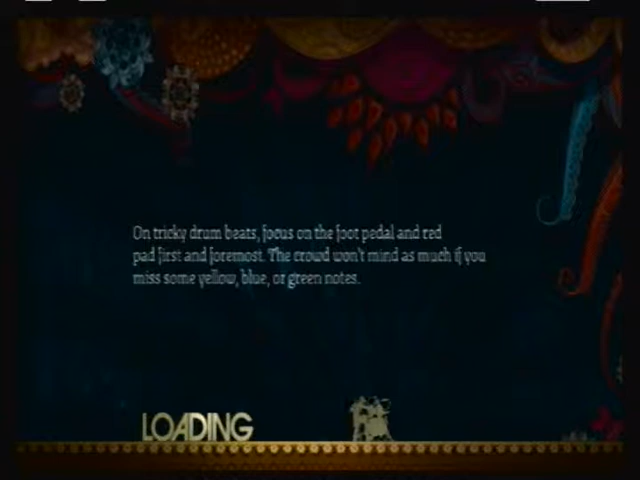 On tricky drum beats, focus on the foot pedal and red
pad first and foremost. The crowd won't mind as much if you
miss some yellow, blue, or green notes.
LOADING